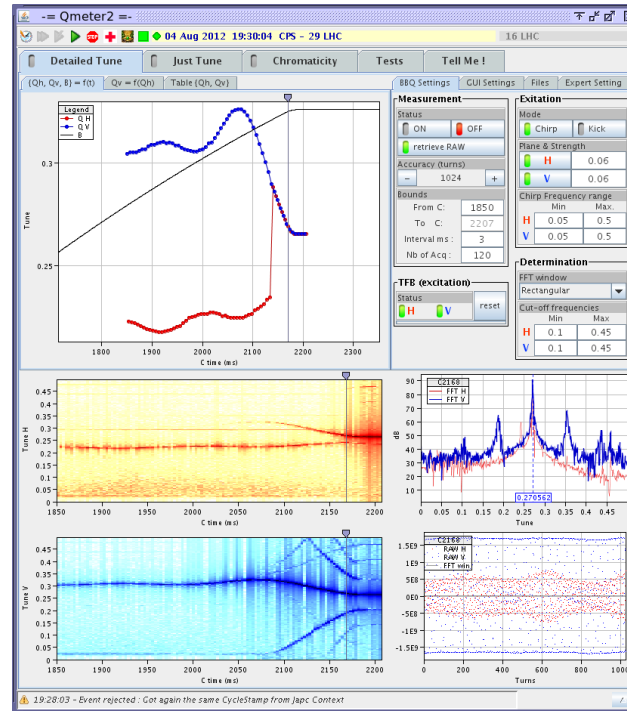 -= Qmeter2 =-
04 Aug 2012 19:30:04 CPS - 29 LHC
16 LHC
Detailed Tune
Just Tune
Chromaticity
Tests
Tell Me !
{Qh, Qv, B} = f(t)
Qv = f(Qh)
Table {Qh, Qv}
BBQ Settings
GUI Settings
Files
Expert Setting
Legend
Q H
Q V
B
0.3
0.25
Tune
1800 1900 2000 2100 2200 2300
C time (ms)
Measurement
Status
ON
OFF
retrieve RAW
Accuracy (turns)
- 1024 +
Bounds
From C: 1850
To C: 2207
Interval ms : 3
Nb of Acq : 120
TFB (excitation)
Status
H V reset
Exitation
Mode
Chirp Kick
Plane & Strength
H 0.06
V 0.06
Chirp Frequency range
Min Max.
H 0.05 0.5
V 0.05 0.5
Determination
FFT window
Rectangular
Cut-off frequencies
Min Max
H 0.1 0.45
V 0.1 0.45
0.45
0.4
0.35
0.3
0.25
0.2
0.15
0.1
0.05
0
Tune H
1850 1900 1950 2000 2050 2100 2150 2200
C time (ms)
C2168
FFT H
FFT V
90
80
70
60
50
40
30
20
10
dB
0.270562
0 0.05 0.1 0.15 0.2 0.25 0.3 0.35 0.4 0.45
Tune
0.45
0.4
0.35
0.3
0.25
0.2
0.15
0.1
0.05
0
Tune V
1850 1900 1950 2000 2050 2100 2150 2200
C time (ms)
C2168
RAW H
RAW V
FFT win
1.5E9
1E9
5E8
0E0
-5E8
-1E9
-1.5E9
0 200 400 600 800
Turns
19:28:03 - Event rejected : Got again the same CycleStamp from Japc Context